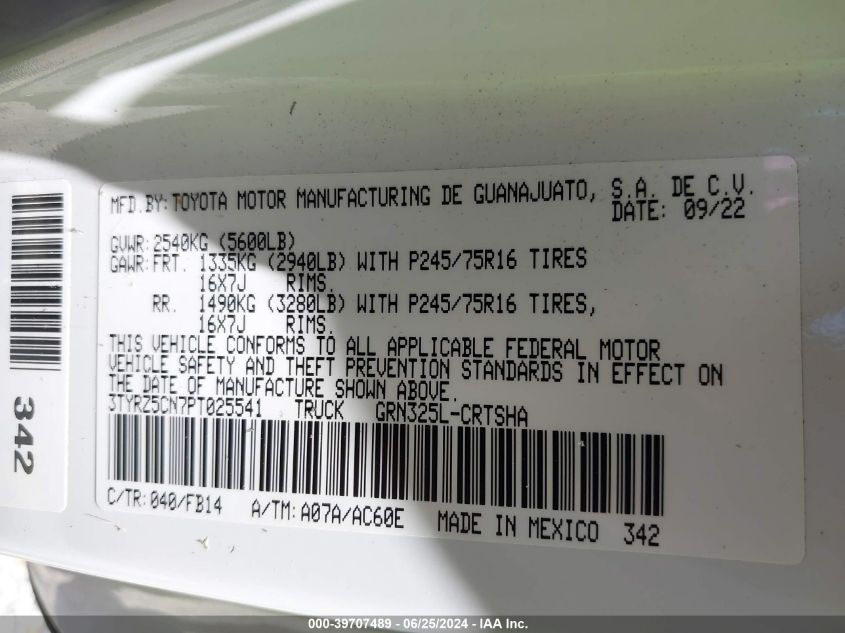 MFD.BY:TOYOTA MOTOR MANUFACTURING DE GUANAJUATO, S.A. DE C.V.
DATE: 09/22
GVWR:2540KG (5600LB)
GAWR:FRT. 1335KG (2940LB) WITH P245/75R16 TIRES
16X7J RIMS.
RR. 1490KG (3280LB) WITH P245/75R16 TIRES,
16X7J RIMS.
THIS VEHICLE CONFORMS TO ALL APPLICABLE FEDERAL MOTOR
VEHICLE SAFETY AND THEFT PREVENTION STANDARDS IN EFFECT ON
THE DATE OF MANUFACTURE SHOWN ABOVE.
3TYRZ5CN7PT025541 TRUCK GRN325L-CRTSHA
C/TR:040/FB14 A/TM:A07A/AC60E MADE IN MEXICO 342
342
000-39707489 - 06/25/2024 - IAA Inc.